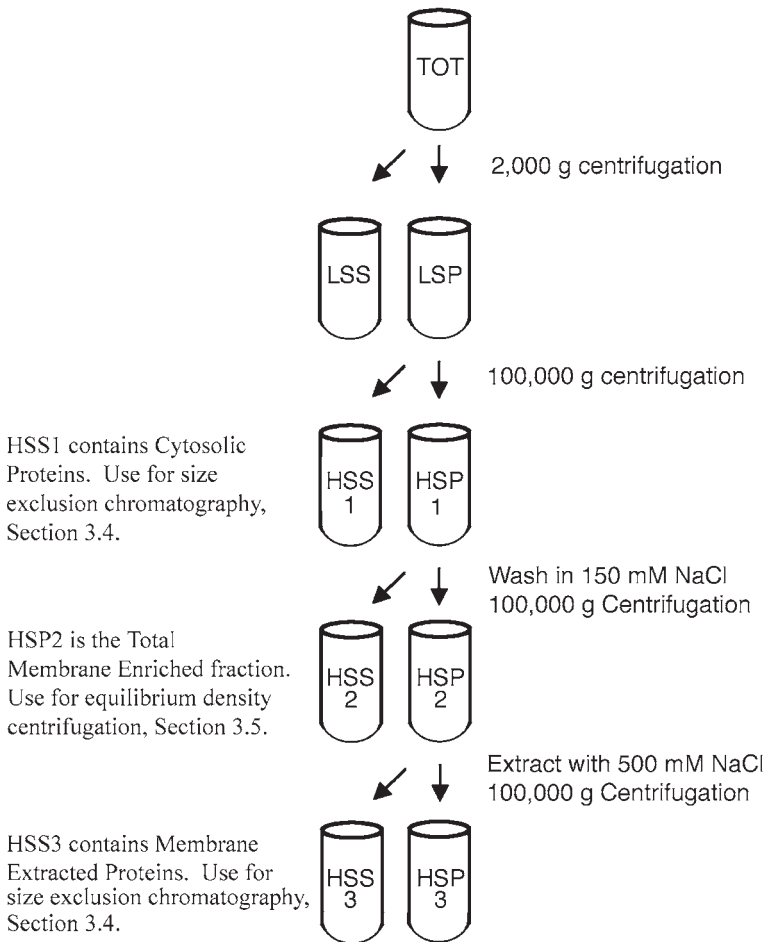 TOT
2,000 g centrifugation
LSS
LSP
100,000 g centrifugation
HSS1 contains Cytosolic
Proteins. Use for size
exclusion chromatography,
Section 3.4.
HSS
1
HSP
1
Wash in 150 mM NaCl
100,000 g Centrifugation
HSP2 is the Total
Membrane Enriched fraction.
Use for equilibrium density
centrifugation, Section 3.5.
HSS
2
HSP
2
Extract with 500 mM NaCl
100,000 g Centrifugation
HSS3 contains Membrane
Extracted Proteins. Use for
size exclusion chromatography,
Section 3.4.
HSS
3
HSP
3